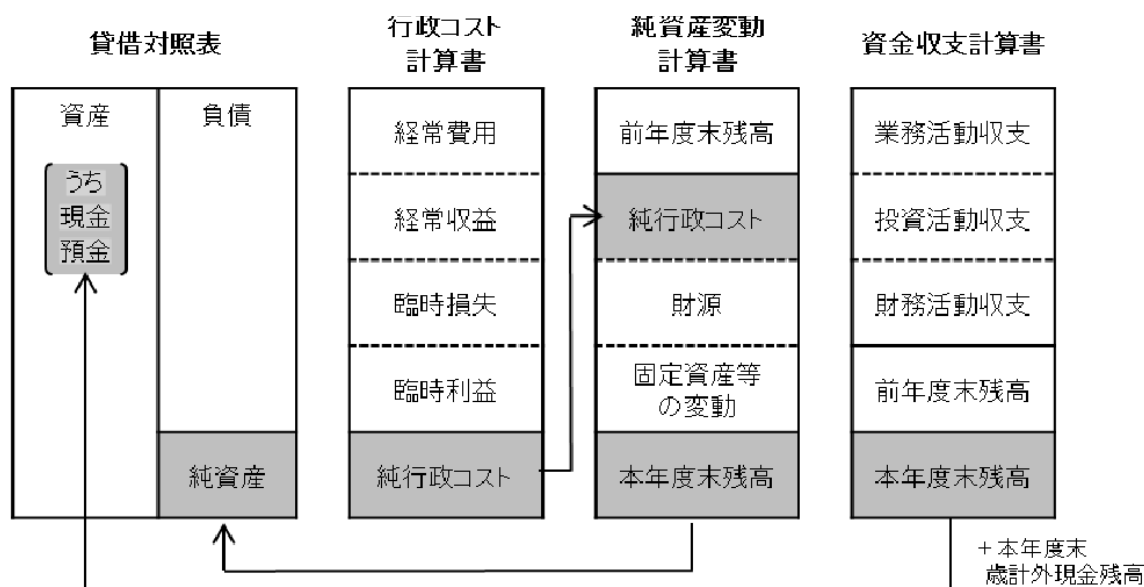 貸借対照表
資産
負債
うち
現金
預金
純資産
行政コスト
計算書
経常費用
経常収益
臨時損失
臨時利益
純行政コスト
純資産変動
計算書
前年度末残高
純行政コスト
財源
固定資産等
の変動
本年度末残高
資金収支計算書
業務活動収支
投資活動収支
財務活動収支
前年度末残高
本年度末残高
+本年度末
歳計外現金残高